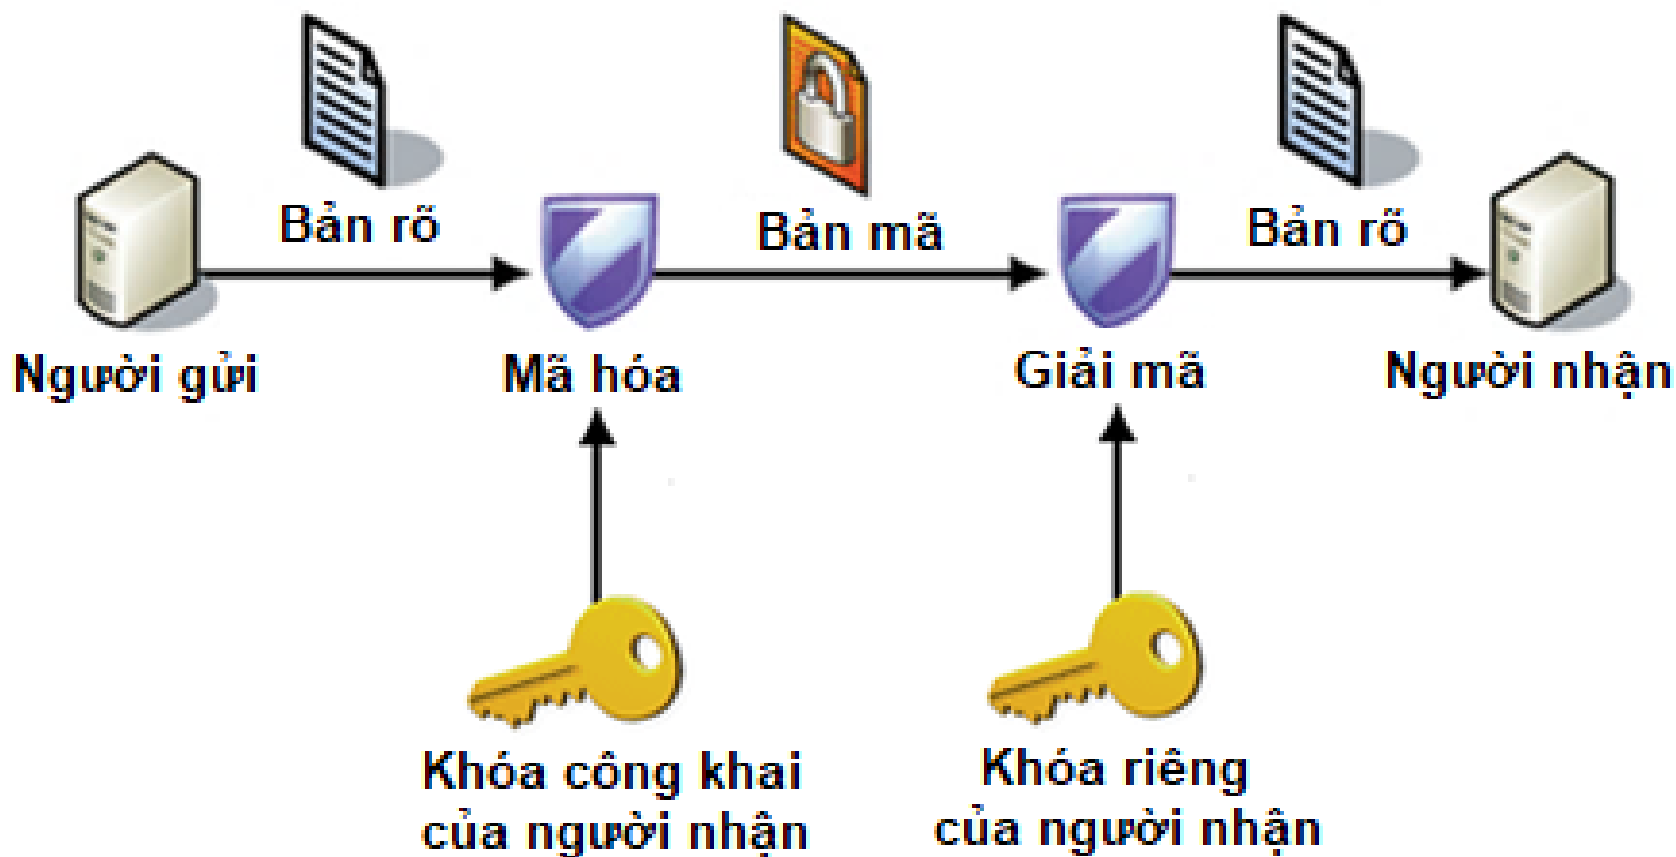 Bản rõ
Bản mã
Bản rõ
Người gửi
Mã hóa
Giải mã
Người nhận
Khóa công khai
của người nhận
Khóa riêng
của người nhận